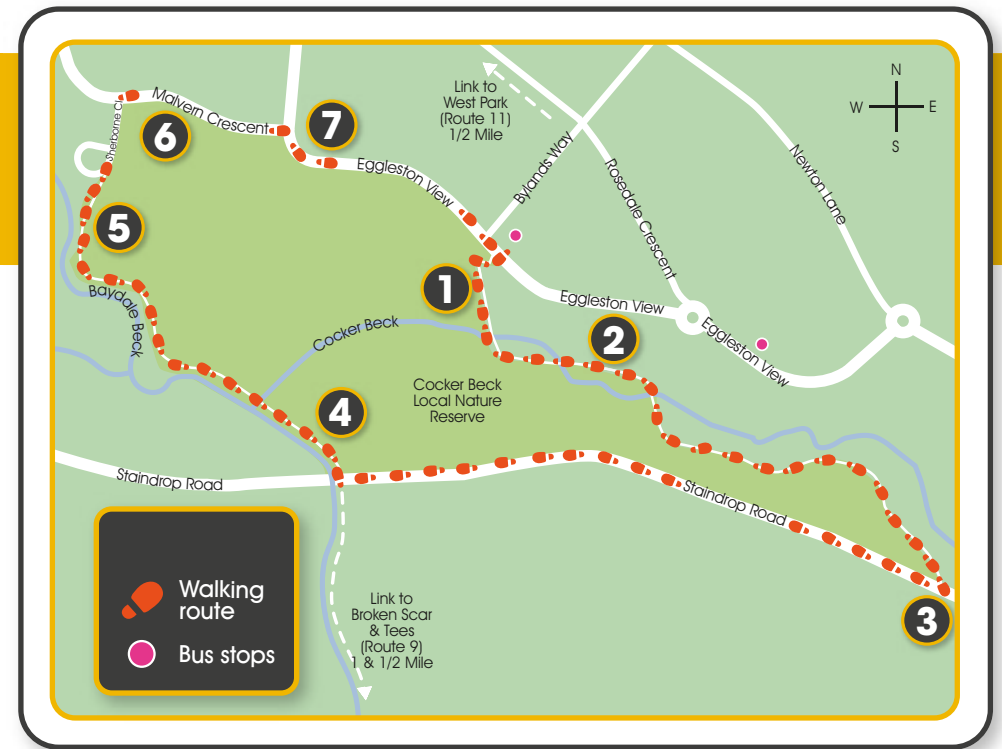 N
W E
S
Link to
West Park
(Route 11)
1/2 Mile
Malvern Crescent
Sherborne Cl
6
7
Eggleston View
Bylands Way
Rosedale Crescent
Newton Lane
5
1
Eggleston View
2
Eggleston View
Baydale Beck
Cocker Beck
Cocker Beck
Local Nature
Reserve
4
Staindrop Road
Staindrop Road
3
Walking
route
Bus stops
Link to
Broken Scar
& Tees
(Route 9)
1 & 1/2 Mile